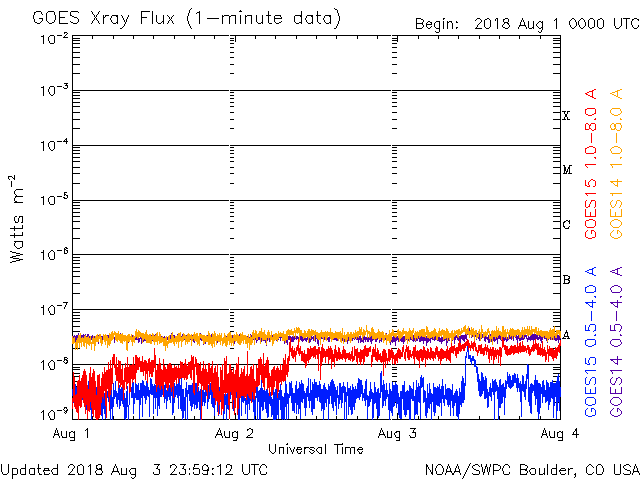 GOES Xray Flux (1-minute data)
Begin: 2018 Aug 1 0000 UTC
10⁻²
10⁻³
10⁻⁴
10⁻⁵
10⁻⁶
10⁻⁷
10⁻⁸
10⁻⁹
Watts m⁻²
X
M
C
B
A
GOES15 1.0-8.0 A
GOES14 1.0-8.0 A
GOES15 0.5-4.0 A
GOES14 0.5-4.0 A
Aug 1 Aug 2 Aug 3 Aug 4
Universal Time
Updated 2018 Aug 3 23:59:12 UTC
NOAA/SWPC Boulder, CO USA